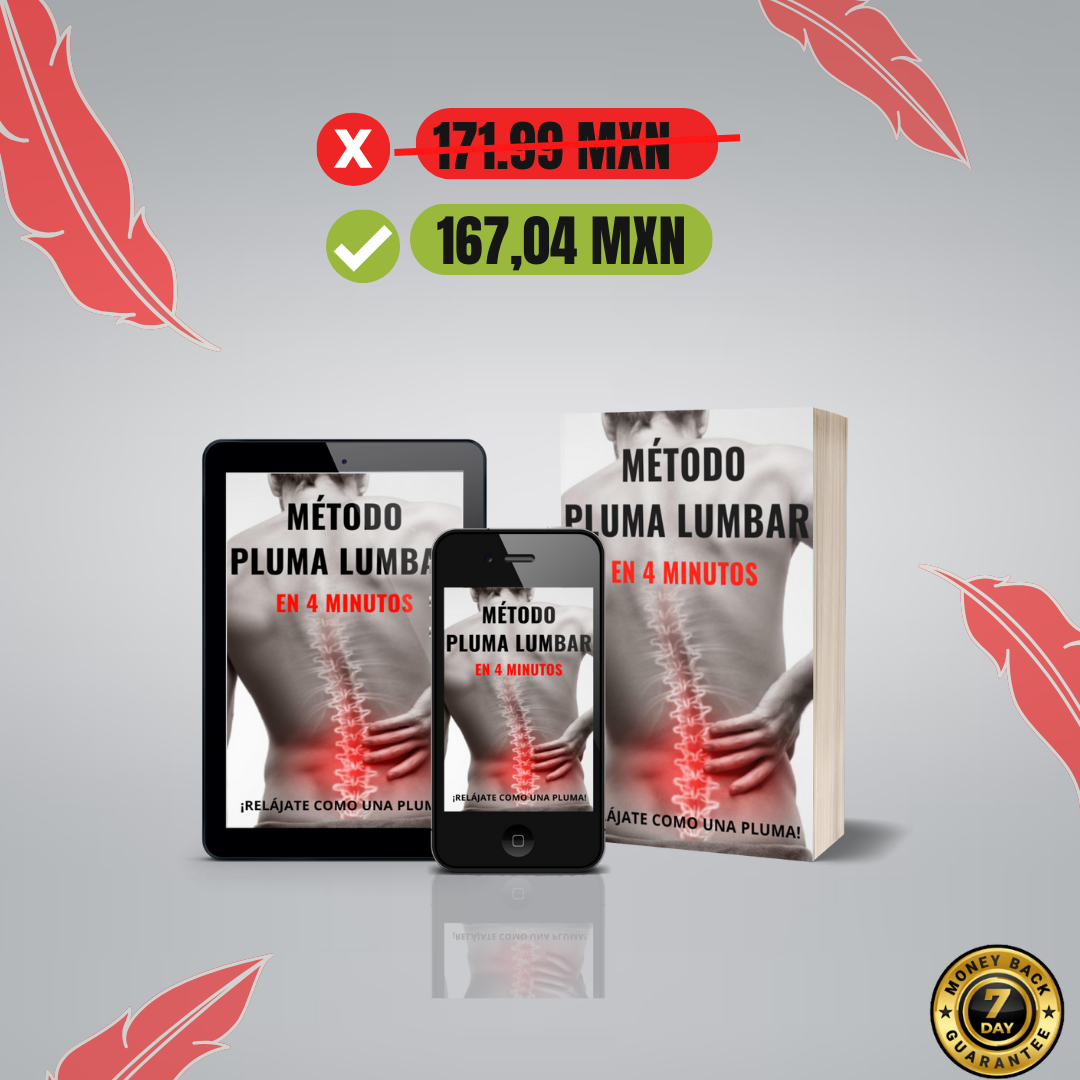 X
171.99 MXN
167,04 MXN
MÉTODO
PLUMA LUMBA
EN 4 MINUTOS
¡RELÁJATE COMO UNA PLUM
MÉTODO
PLUMA LUMBAR
EN 4 MINUTOS
¡RELÁJATE COMO UNA PLUMA!
MÉTODO
PLUMA LUMBAR
EN 4 MINUTOS
LÁJATE COMO UNA PLUMA!
MONEY BACK
7
DAY
GUARANTEE